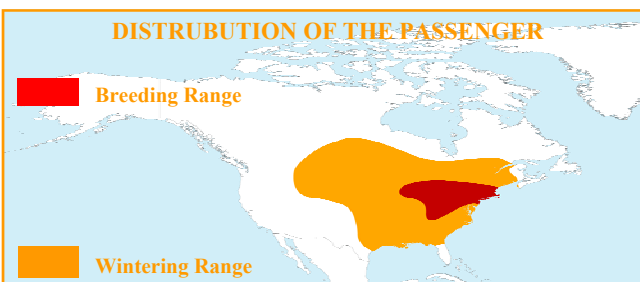 DISTRUBUTION OF THE PASSENGER
Breeding Range
Wintering Range